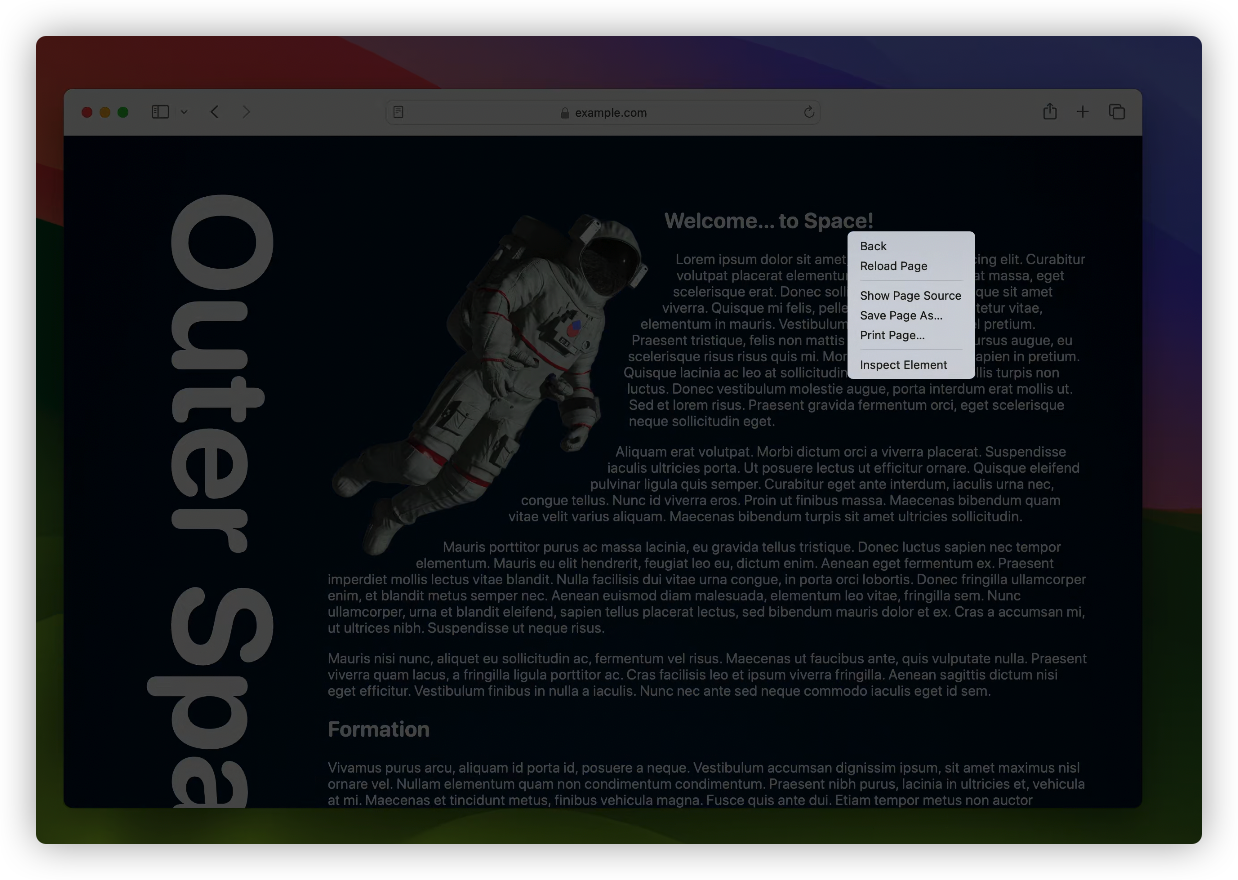 example.com
Outer Spa
Welcome... to Space!
Back
Reload Page
Show Page Source
Save Page As...
Print Page...
Inspect Element
Lorem ipsum dolor sit amet cing elit. Curabitur
volutpat placerat elementu at massa, eget
scelerisque erat. Donec soll que sit amet
viverra. Quisque mi felis, pelle tetur vitae,
elementum in mauris. Vestibulum l pretium.
Praesent tristique, felis non mattis ursus augue, eu
scelerisque risus risus quis mi. Mor apien in pretium.
Quisque lacinia ac leo at sollicitudin llis turpis non
luctus. Donec vestibulum molestie augue, porta interdum erat mollis ut.
Sed et lorem risus. Praesent gravida fermentum orci, eget scelerisque
neque sollicitudin eget.
Aliquam erat volutpat. Morbi dictum orci a viverra placerat. Suspendisse
iaculis ultricies porta. Ut posuere lectus ut efficitur ornare. Quisque eleifend
pulvinar ligula quis semper. Curabitur eget ante interdum, iaculis urna nec,
congue tellus. Nunc id viverra eros. Proin ut finibus massa. Maecenas bibendum quam
vitae velit varius aliquam. Maecenas bibendum turpis sit amet ultricies sollicitudin.
Mauris porttitor purus ac massa lacinia, eu gravida tellus tristique. Donec luctus sapien nec tempor
elementum. Mauris eu elit hendrerit, feugiat leo eu, dictum enim. Aenean eget fermentum ex. Praesent
imperdiet mollis lectus vitae blandit. Nulla facilisis dui vitae urna congue, in porta orci lobortis. Donec fringilla ullamcorper
enim, et blandit metus semper nec. Aenean euismod diam malesuada, elementum leo vitae, fringilla sem. Nunc
ullamcorper, urna et blandit eleifend, sapien tellus placerat lectus, sed bibendum mauris dolor et ex. Cras a accumsan mi,
ut ultrices nibh. Suspendisse ut neque risus.
Mauris nisi nunc, aliquet eu sollicitudin ac, fermentum vel risus. Maecenas ut faucibus ante, quis vulputate nulla. Praesent
viverra quam lacus, a fringilla ligula porttitor ac. Cras facilisis leo et ipsum viverra fringilla. Aenean sagittis dictum nisi
eget efficitur. Vestibulum finibus in nulla a iaculis. Nunc nec ante sed neque commodo iaculis eget id sem.
Formation
Vivamus purus arcu, aliquam id porta id, posuere a neque. Vestibulum accumsan dignissim ipsum, sit amet maximus nisl
ornare vel. Nullam elementum quam non condimentum condimentum. Praesent nibh purus, lacinia in ultricies et, vehicula
at mi. Maecenas et tincidunt metus, finibus vehicula magna. Fusce quis ante dui. Etiam tempor metus non auctor